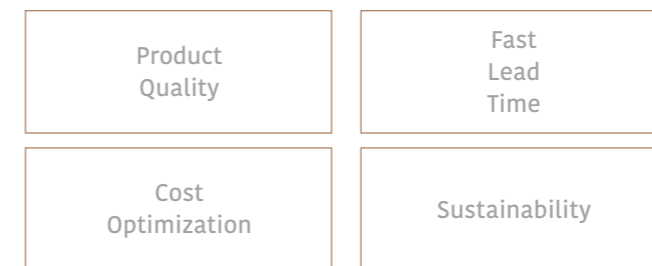 Product
Quality
Fast
Lead
Time
Cost
Optimization
Sustainability